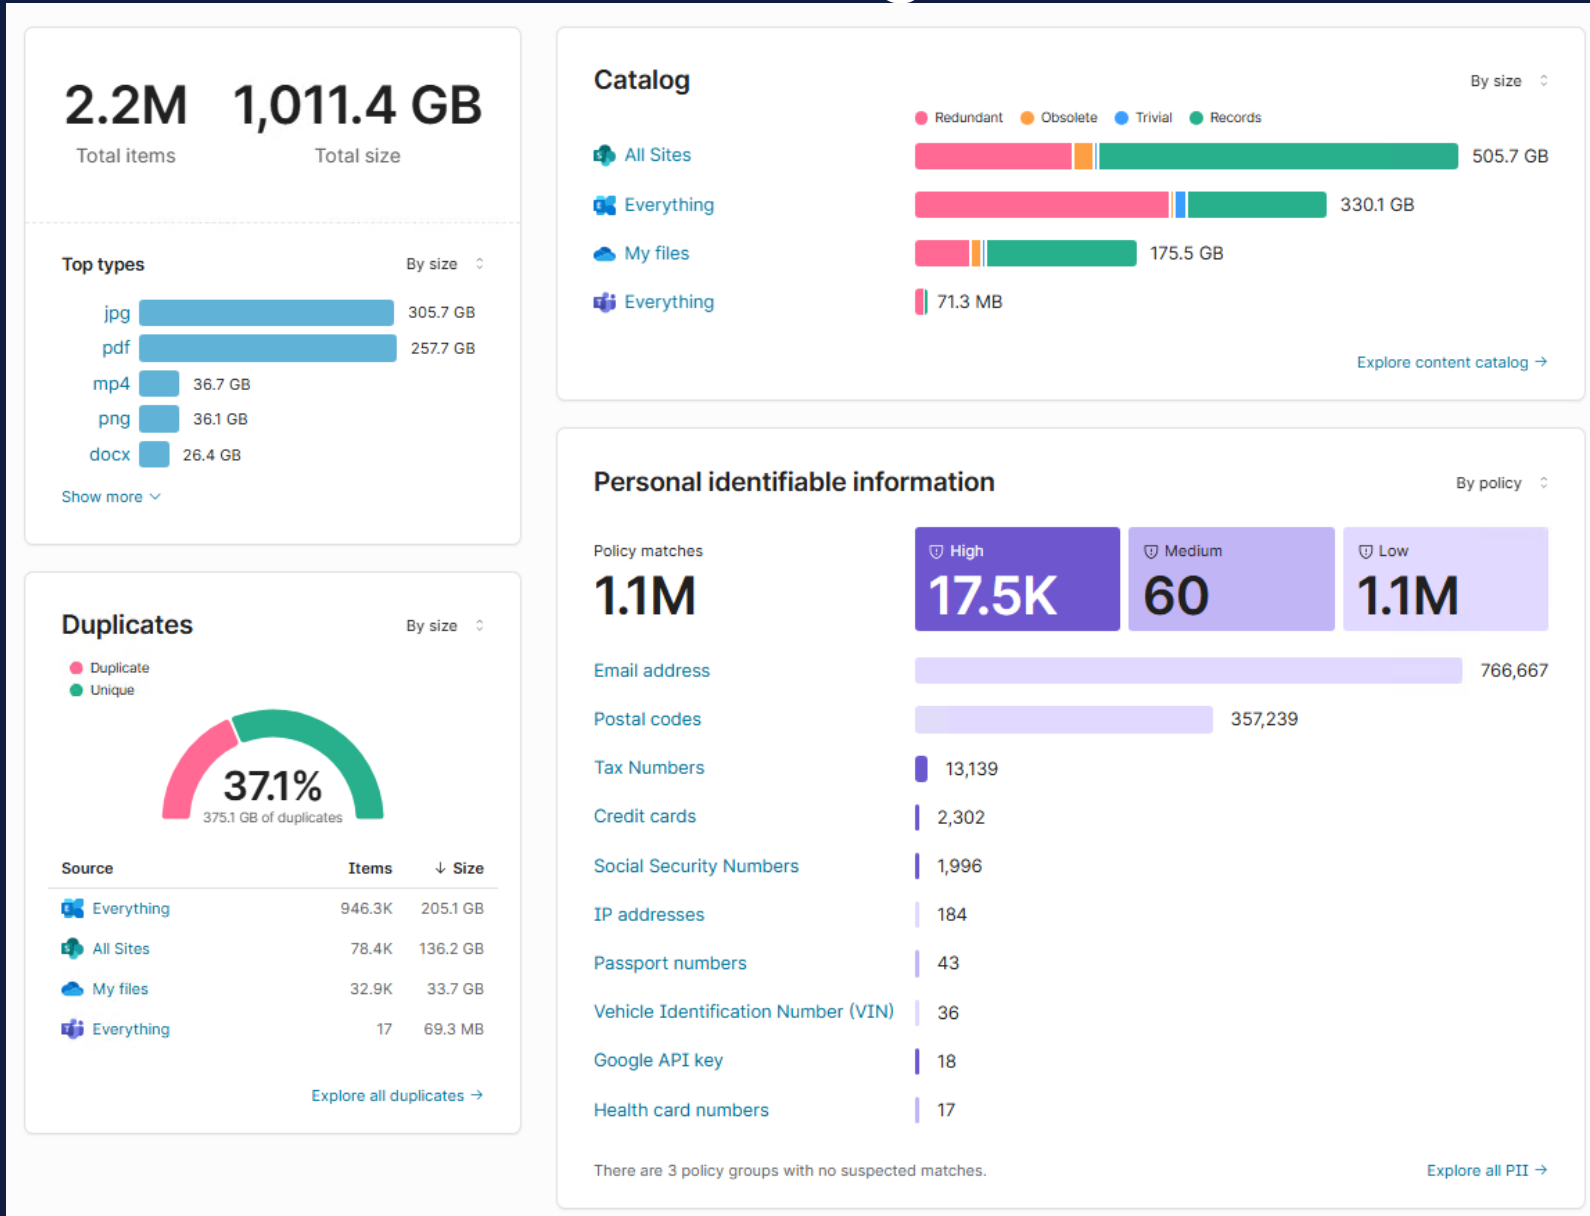 2.2M 1,011.4 GB
Total items Total size
Top types By size
jpg 305.7 GB
pdf 257.7 GB
mp4 36.7 GB
png 36.1 GB
docx 26.4 GB
Show more
Duplicates By size
Duplicate
Unique
37.1%
375.1 GB of duplicates
Source Items ↓ Size
Everything 946.3K 205.1 GB
All Sites 78.4K 136.2 GB
My files 32.9K 33.7 GB
Everything 17 69.3 MB
Explore all duplicates →
Catalog By size
Redundant Obsolete Trivial Records
All Sites 505.7 GB
Everything 330.1 GB
My files 175.5 GB
Everything 71.3 MB
Explore content catalog →
Personal identifiable information By policy
Policy matches High Medium Low
1.1M 17.5K 60 1.1M
Email address 766,667
Postal codes 357,239
Tax Numbers 13,139
Credit cards 2,302
Social Security Numbers 1,996
IP addresses 184
Passport numbers 43
Vehicle Identification Number (VIN) 36
Google API key 18
Health card numbers 17
There are 3 policy groups with no suspected matches. Explore all PII →